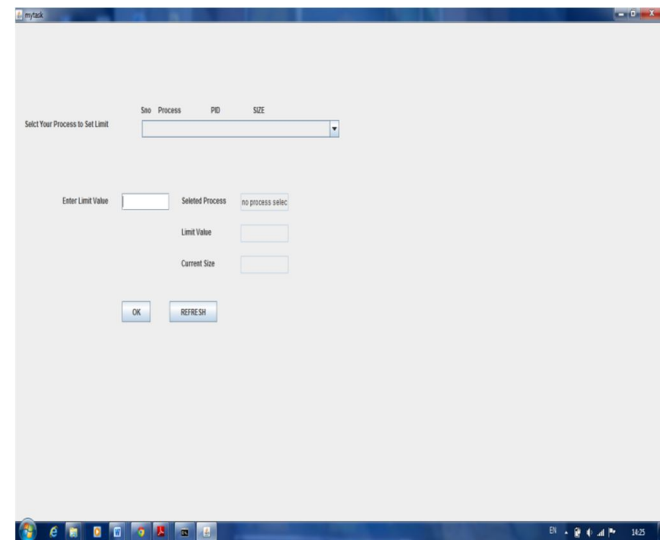 mytask
Sno Process PID SIZE
Selct Your Process to Set Limit
Enter Limit Value
Seleted Process
no process selec
Limit Value
Current Size
OK
REFRESH
EN
14:25